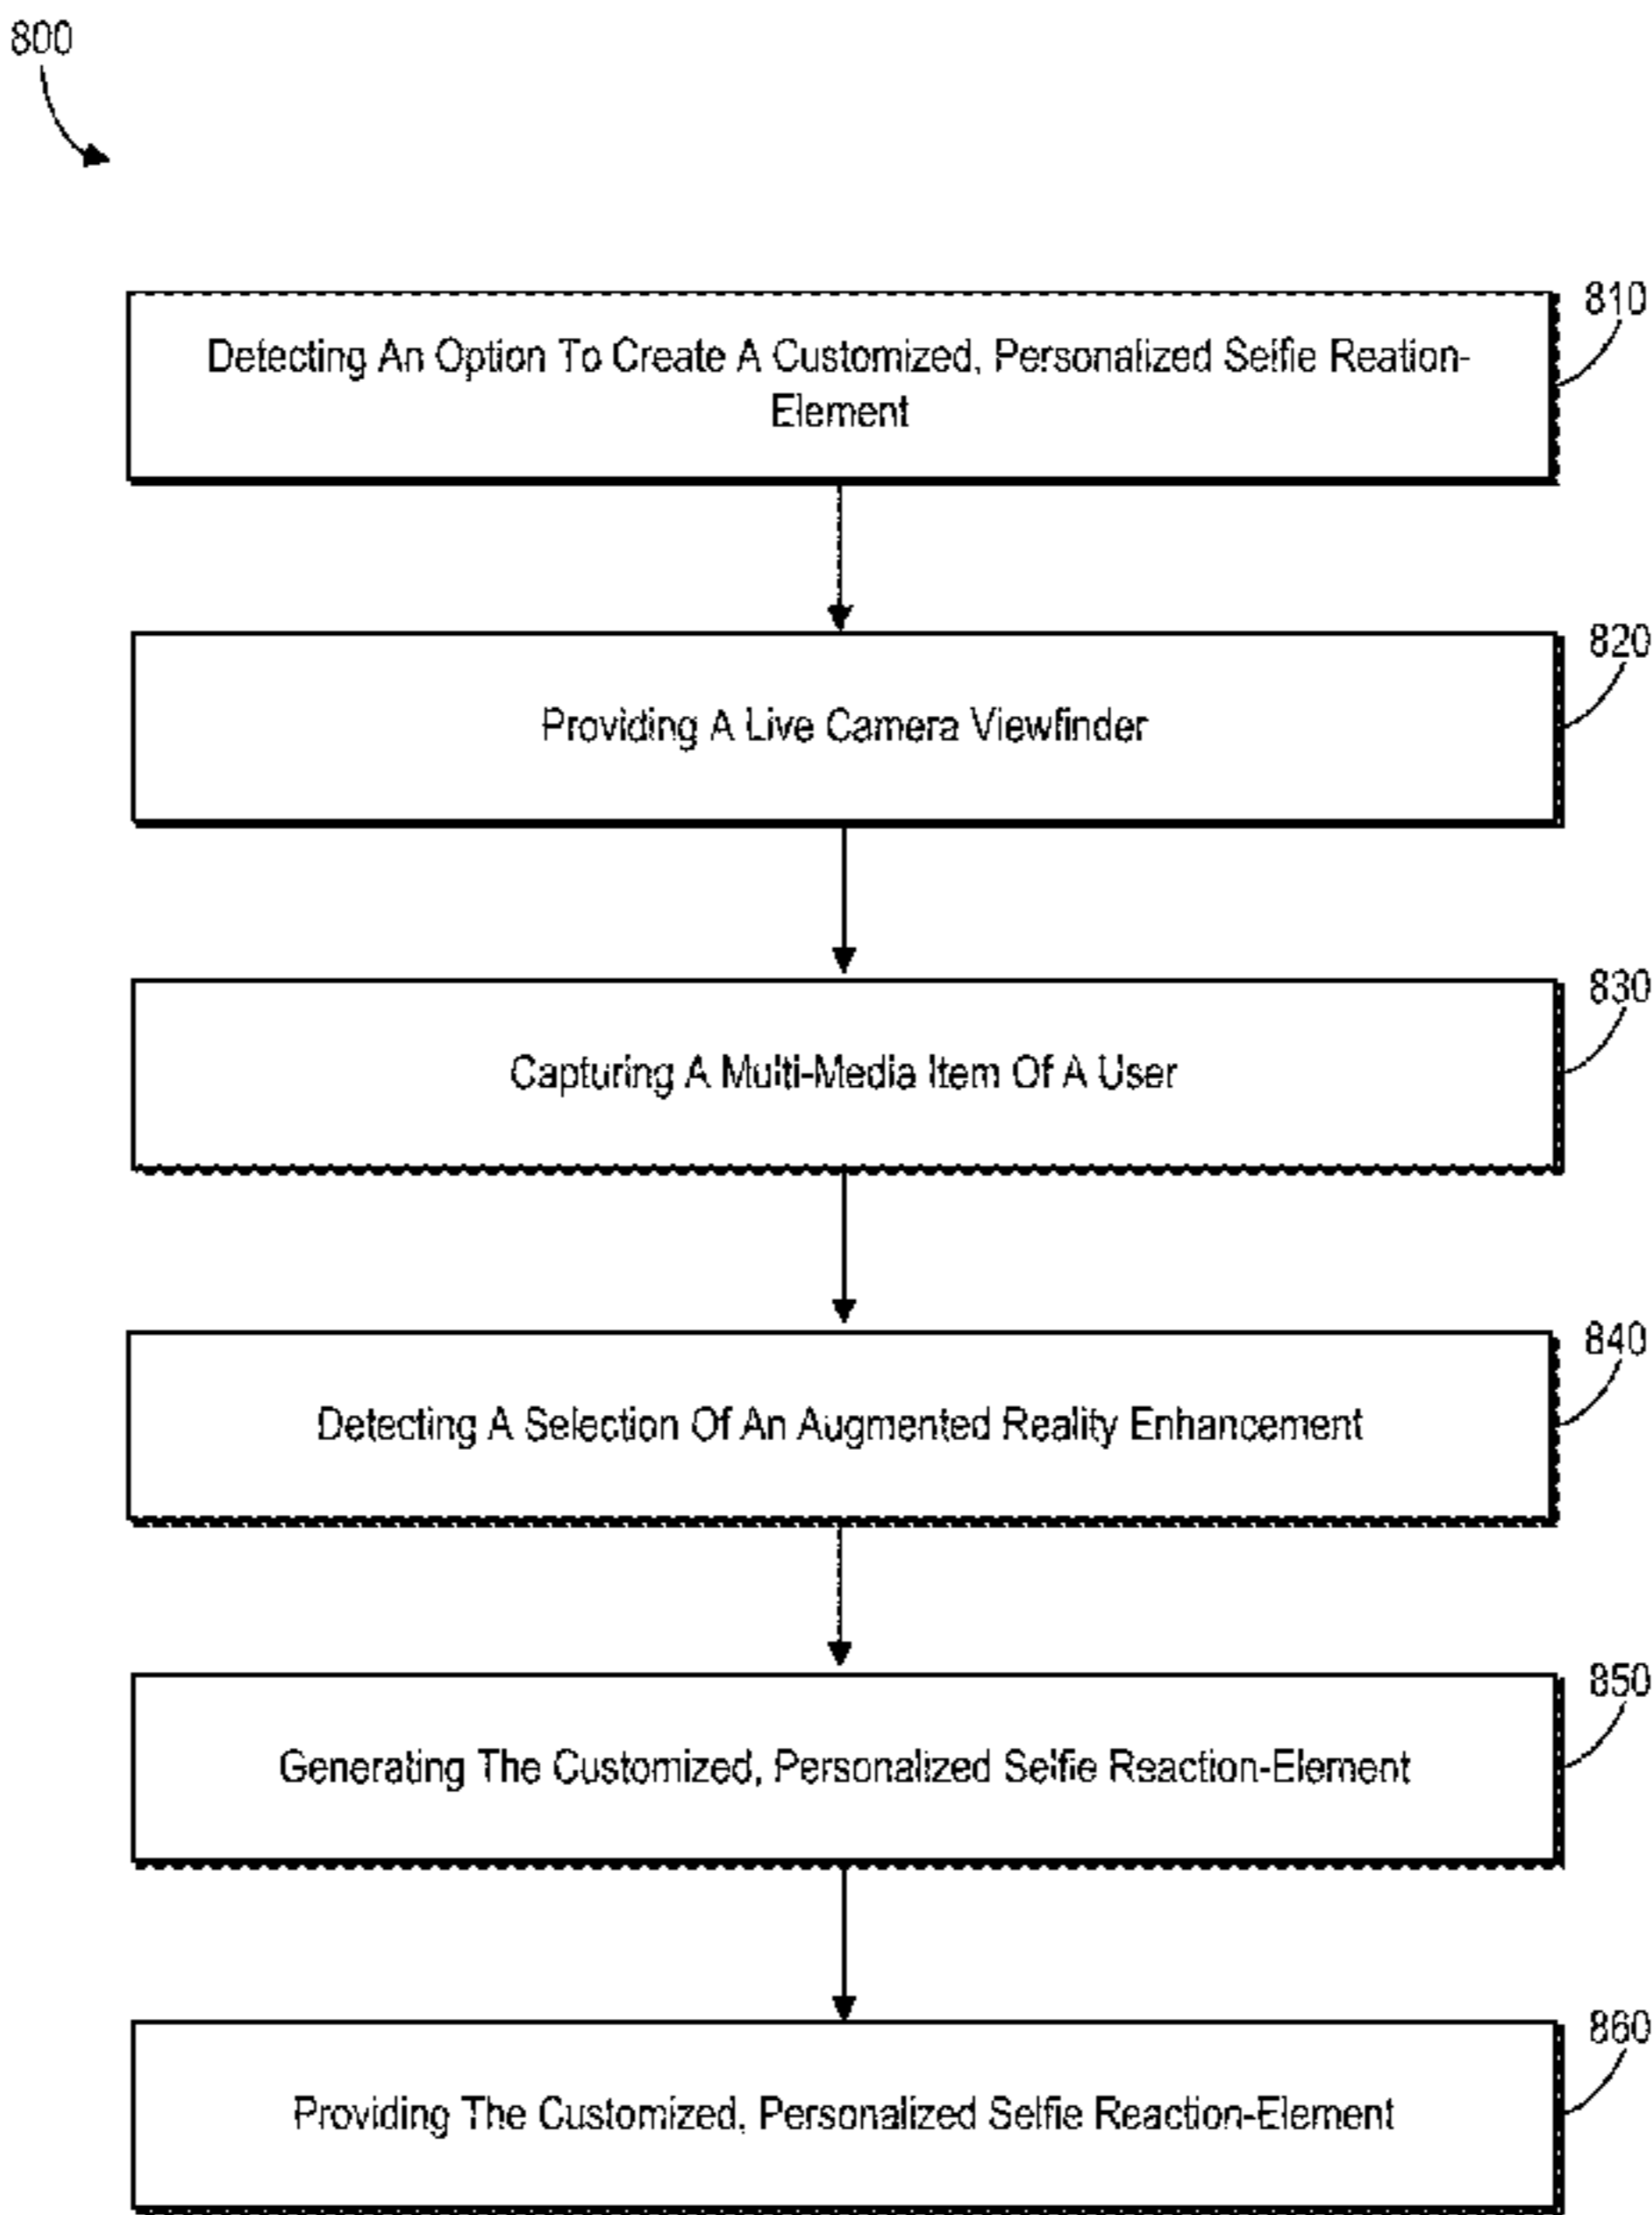 800
810
Detecting An Option To Create A Customized, Personalized Selfie Reation-
Element
820
Providing A Live Camera Viewfinder
830
Capturing A Multi-Media Item Of A User
840
Detecting A Selection Of An Augmented Reality Enhancement
850
Generating The Customized, Personalized Selfie Reaction-Element
860
Providing The Customized, Personalized Selfie Reaction-Element